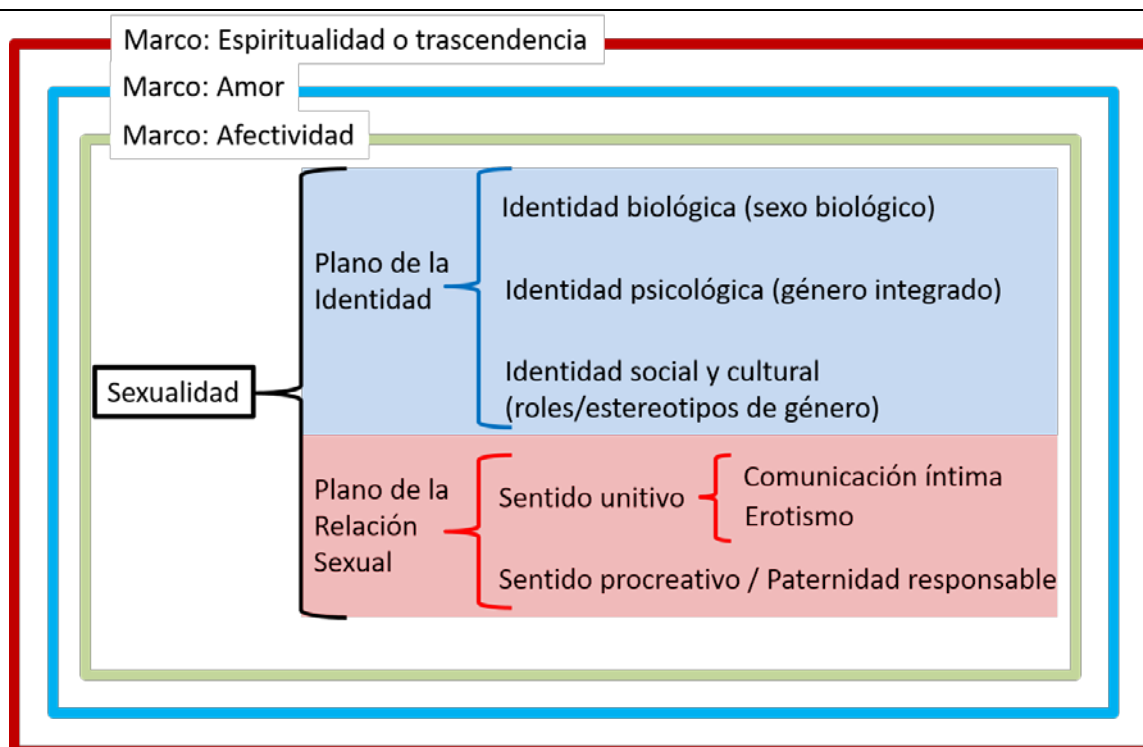 Marco: Espiritualidad o trascendencia
Marco: Amor
Marco: Afectividad
Sexualidad
Plano de la
Identidad
Identidad biológica (sexo biológico)
Identidad psicológica (género integrado)
Identidad social y cultural
(roles/estereotipos de género)
Plano de la
Relación
Sexual
Sentido unitivo
Comunicación íntima
Erotismo
Sentido procreativo / Paternidad responsable